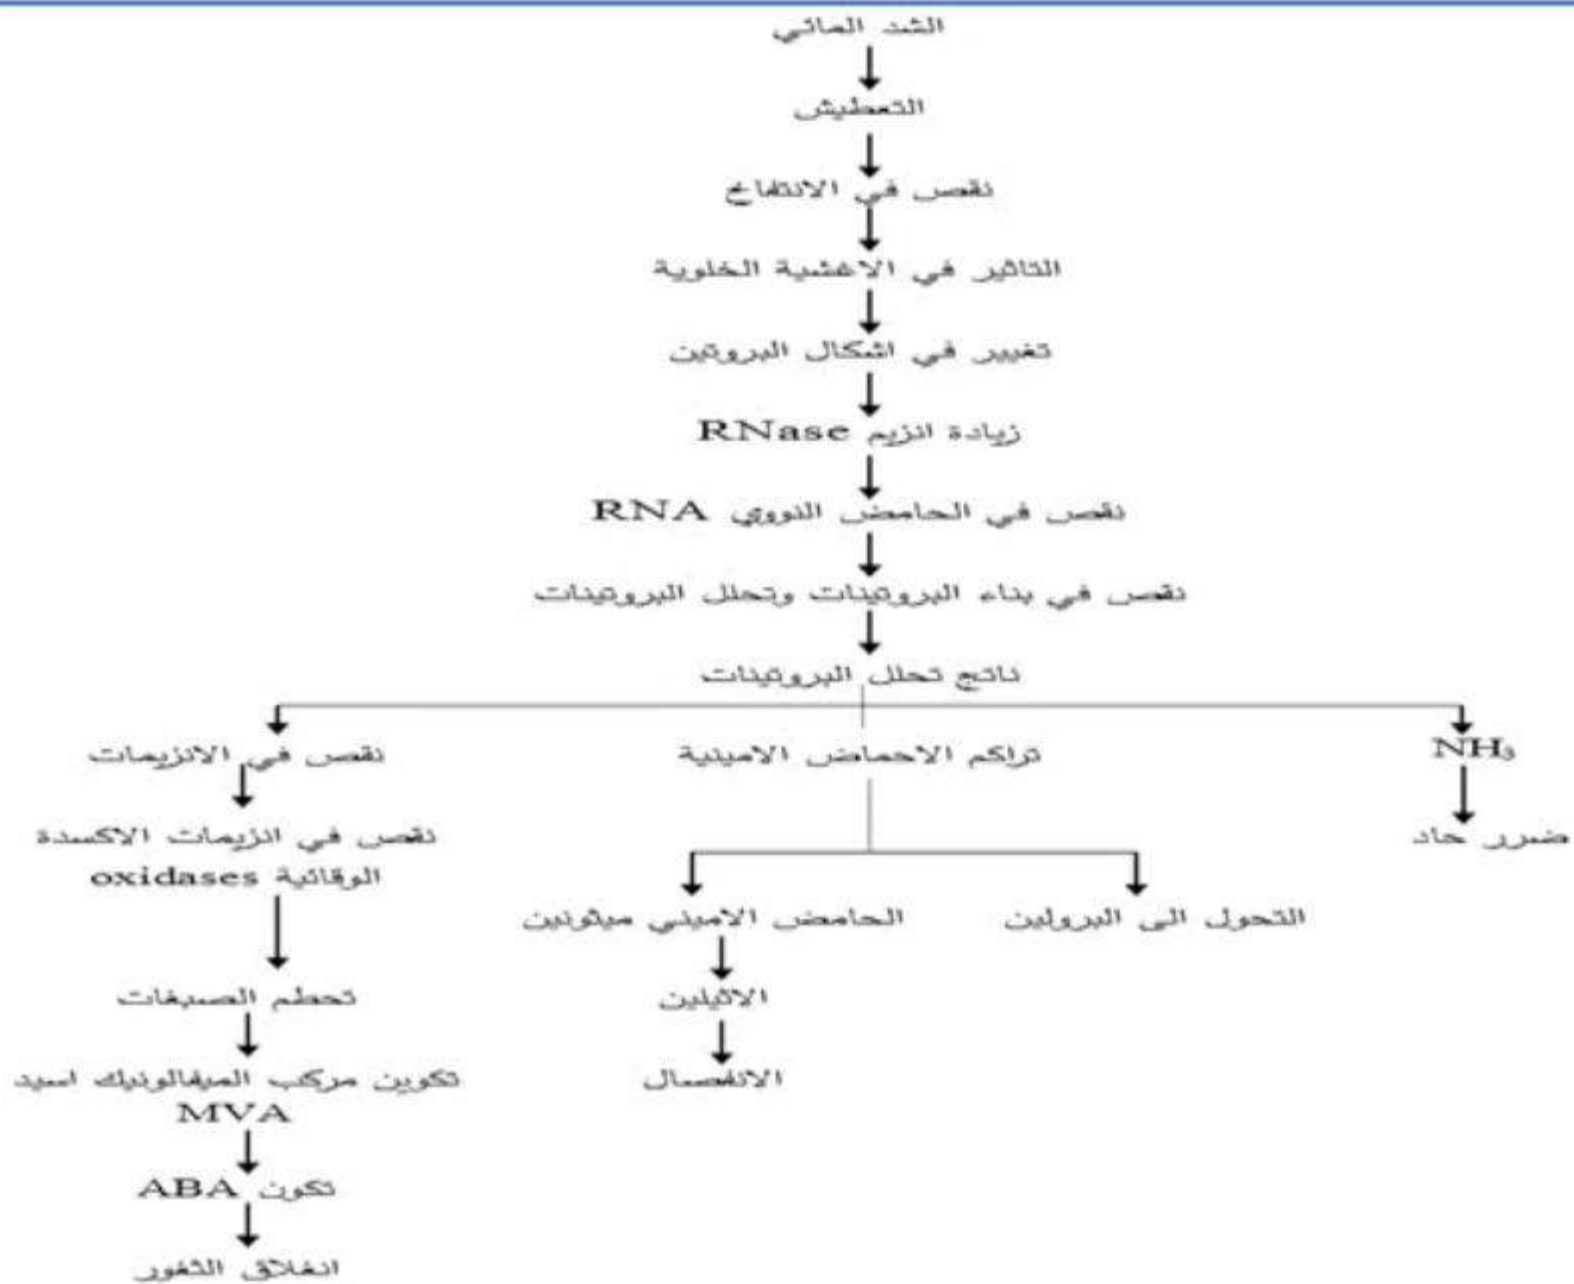 الشد المائي
التعطيش
نقص في الانتفاخ
التاثير في الاغشية الخلوية
تغيير في اشكال البروتين
زيادة انزيم RNase
نقص في الحامض النووي RNA
نقص في بناء البروتينات وتحلل البروتينات
ناتج تحلل البروتينات
NH₃
ضرر حاد
تراكم الاحماض الامينية
التحول الى البرولين
الحامض الاميني ميثونين
الاثيلين
الانفصال
نقص في الانزيمات
نقص في انزيمات الاكسدة
الوقائية oxidases
تحطم الصبغات
تكوين مركب الميفالونيك اسيد
MVA
تكون ABA
انغلاق الثغور